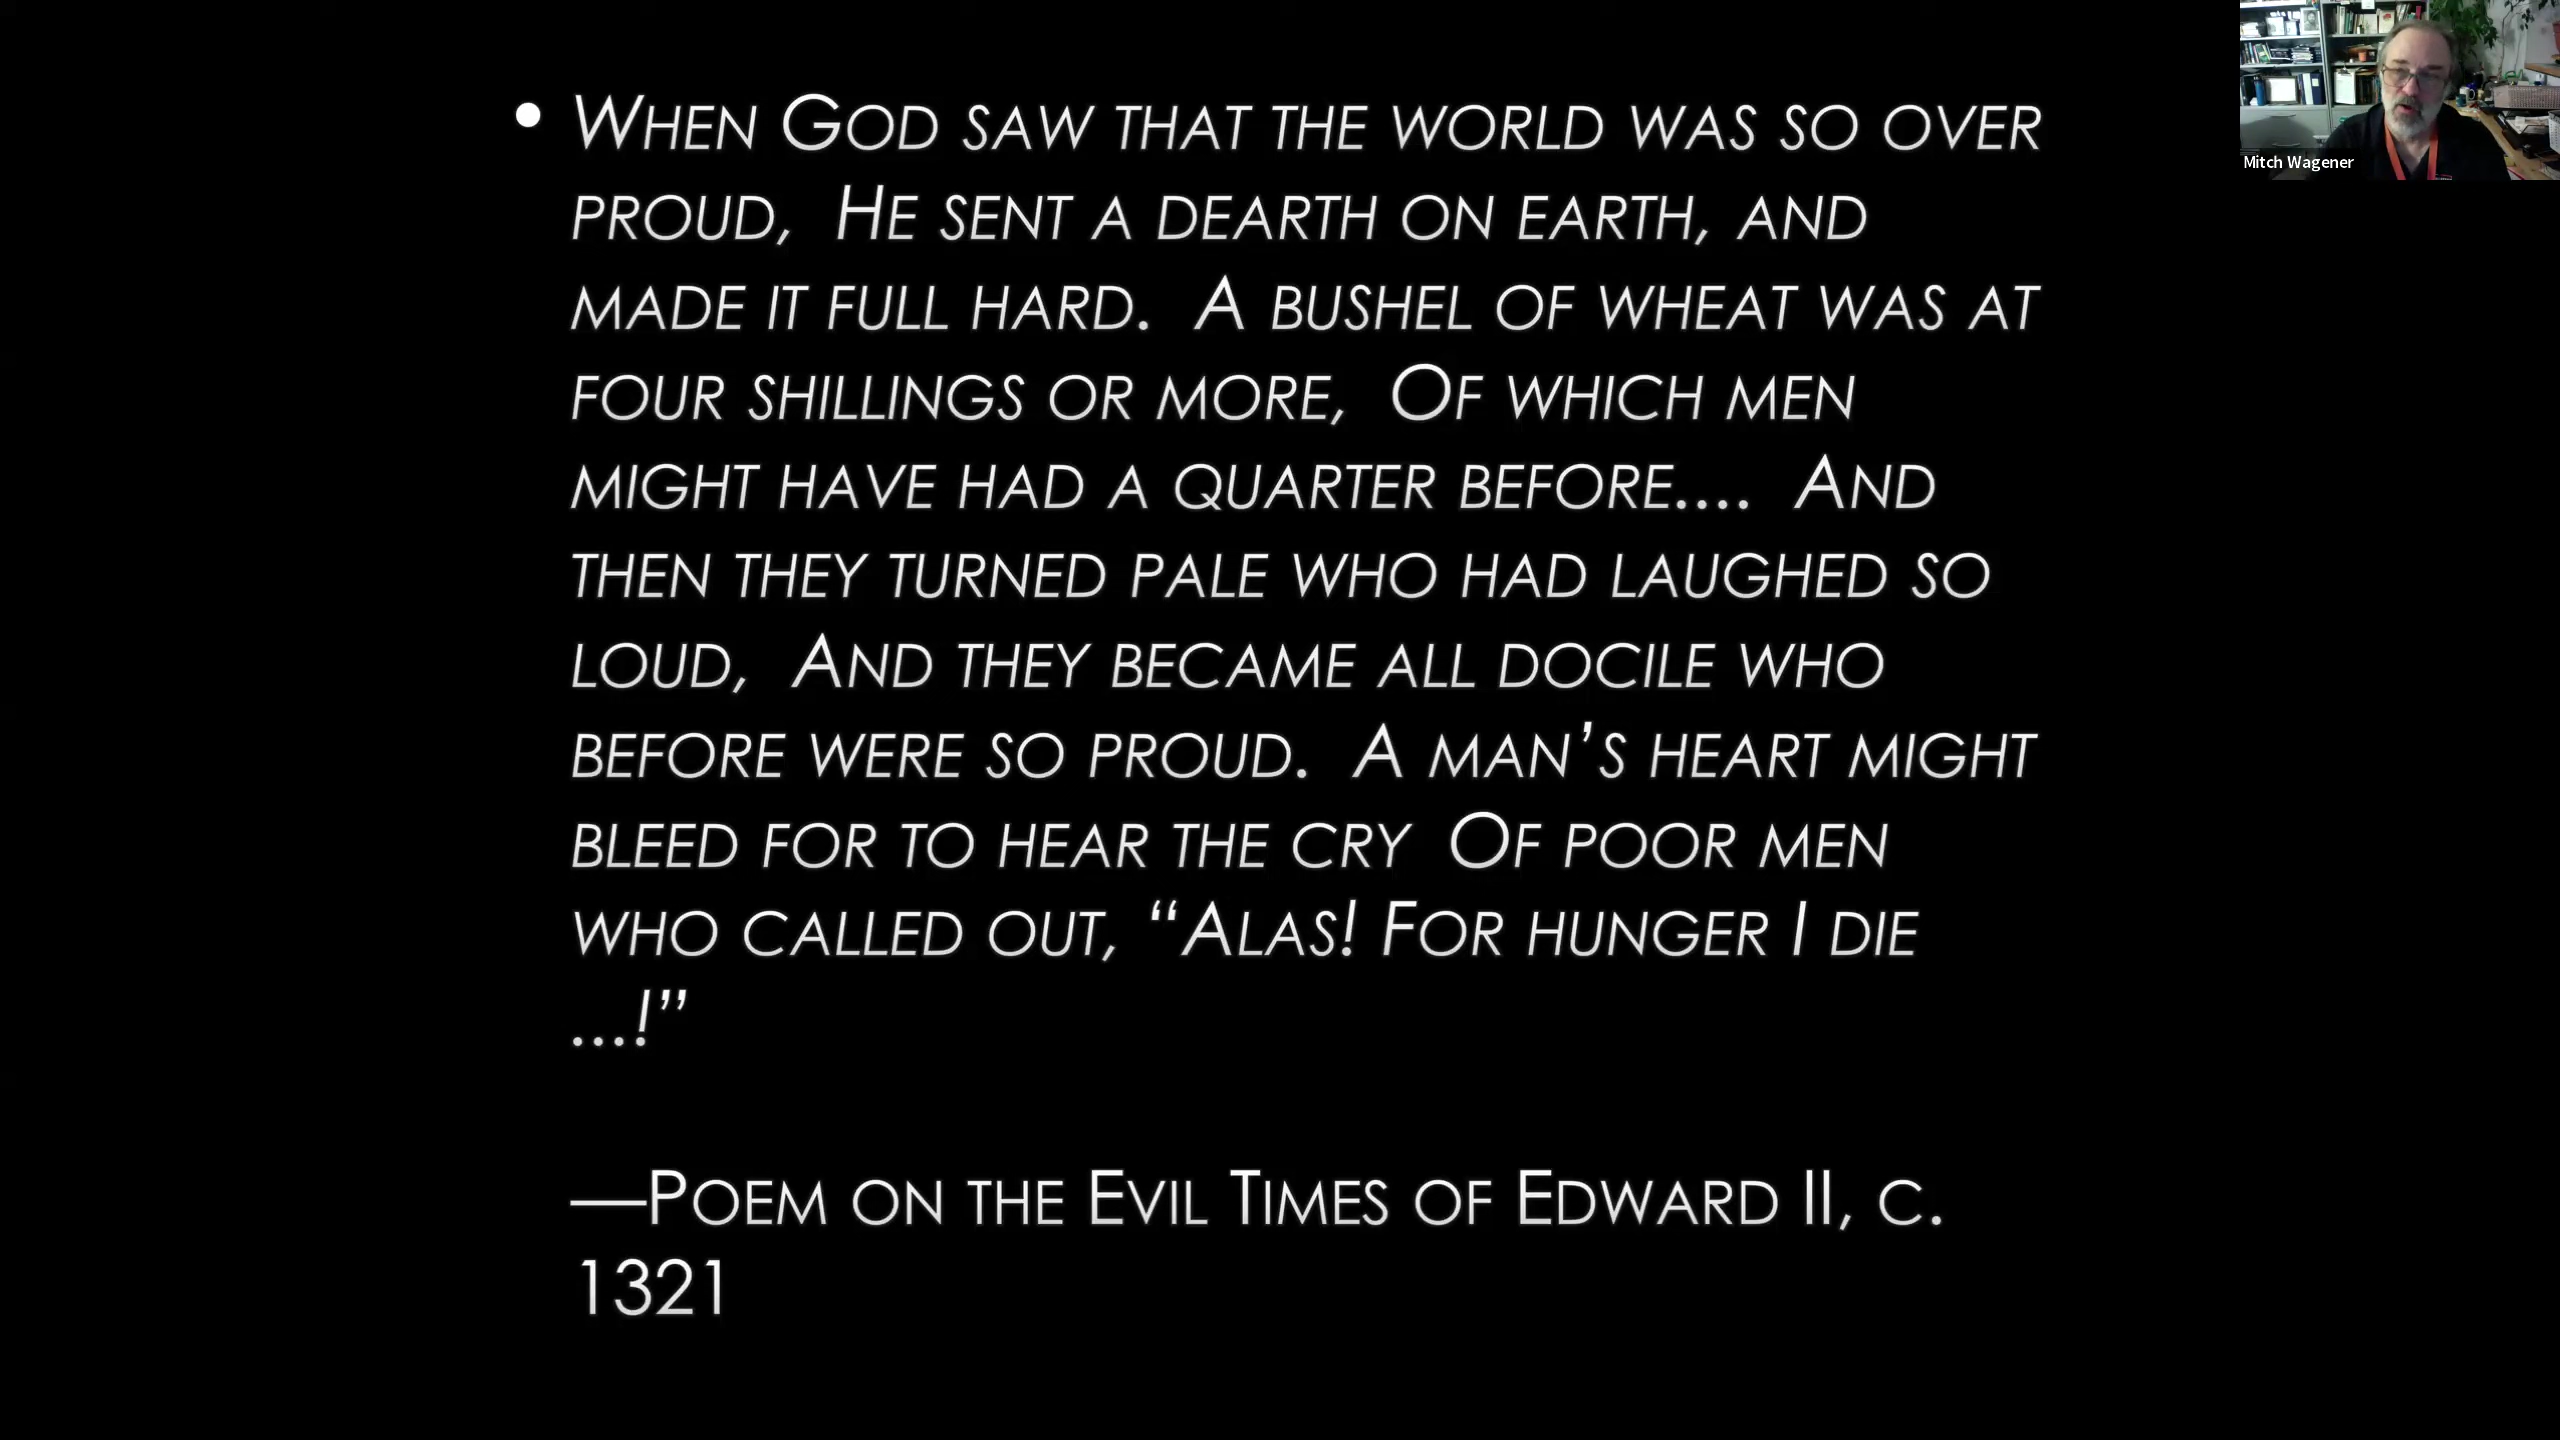 • When God saw that the world was so over
proud,  He sent a dearth on earth, and
made it full hard.  A bushel of wheat was at
four shillings or more,  Of which men
might have had a quarter before....  And
then they turned pale who had laughed so
loud,  And they became all docile who
before were so proud.  A man’s heart might
bleed for to hear the cry  Of poor men
who called out, “Alas! For hunger I die
...!”
—Poem on the Evil Times of Edward II, c.
1321
Mitch Wagener